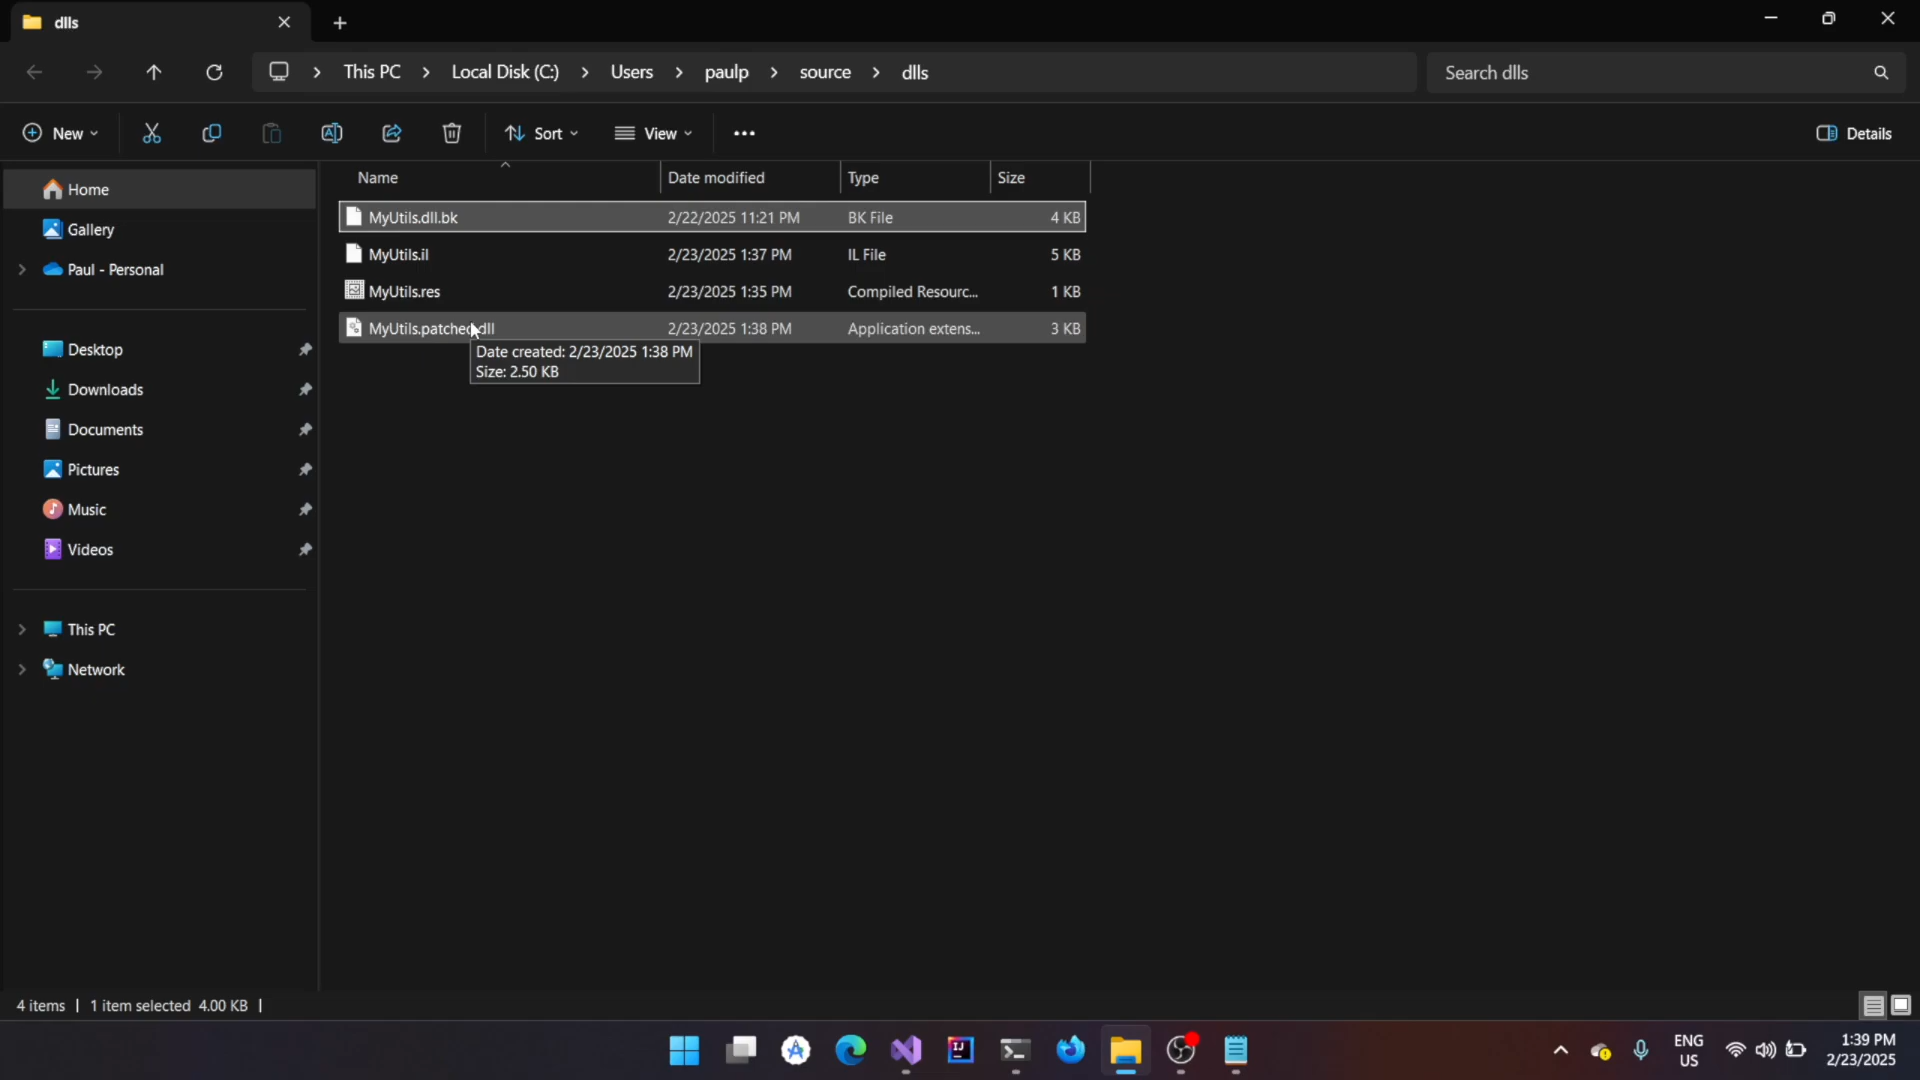 dlls
This PC
Local Disk (C:)
Users
paulp
source
dlls
Search dlls
New
Sort
View
Details
Home
Gallery
Paul - Personal
Desktop
Downloads
Documents
Pictures
Music
Videos
This PC
Network
Name Date modified Type Size
MyUtils.dll.bk 2/22/2025 11:21 PM BK File 4 KB
MyUtils.il 2/23/2025 1:37 PM IL File 5 KB
MyUtils.res 2/23/2025 1:35 PM Compiled Resourc... 1 KB
MyUtils.patched.dll 2/23/2025 1:38 PM Application extens... 3 KB
Date created: 2/23/2025 1:38 PM
Size: 2.50 KB
4 items | 1 item selected 4.00 KB |
IJ
ENG
US
1:39 PM
2/23/2025